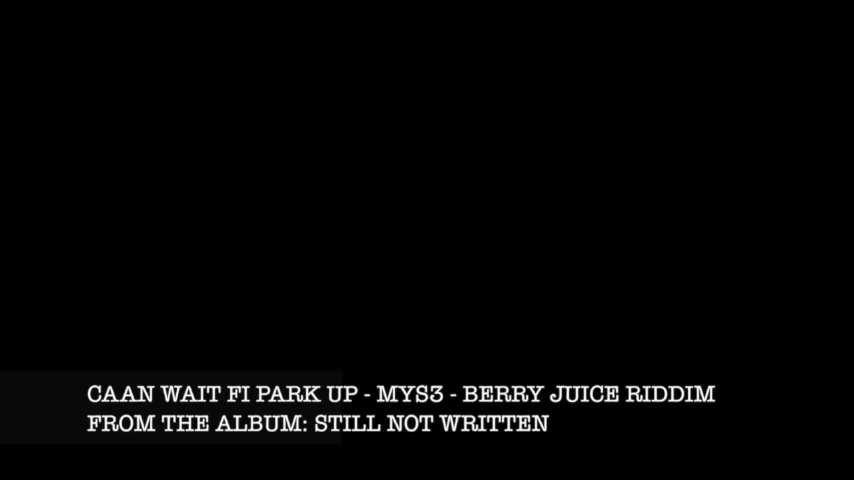 CAAN WAIT FI PARK UP - MYS3 - BERRY JUICE RIDDIM
FROM THE ALBUM: STILL NOT WRITTEN